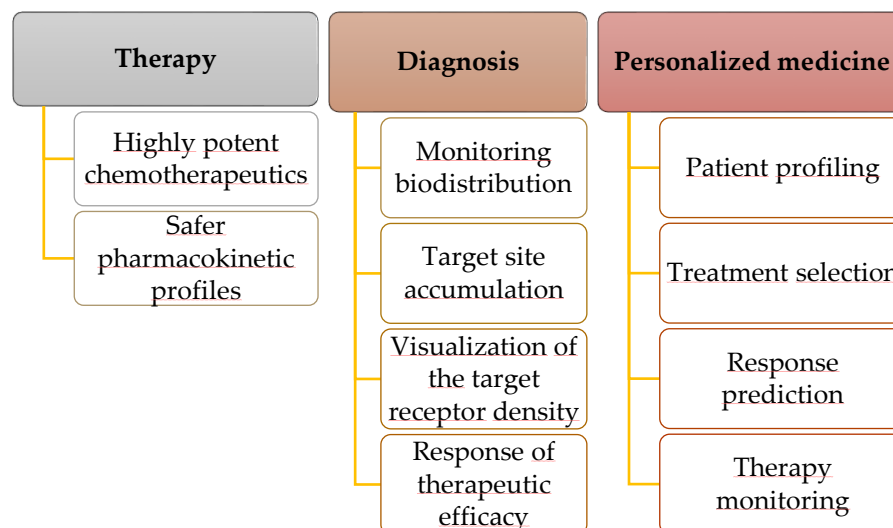 Therapy
Highly potent
chemotherapeutics
Safer
pharmacokinetic
profiles
Diagnosis
Monitoring
biodistribution
Target site
accumulation
Visualization of
the target
receptor density
Response of
therapeutic
efficacy
Personalized medicine
Patient profiling
Treatment selection
Response
prediction
Therapy
monitoring